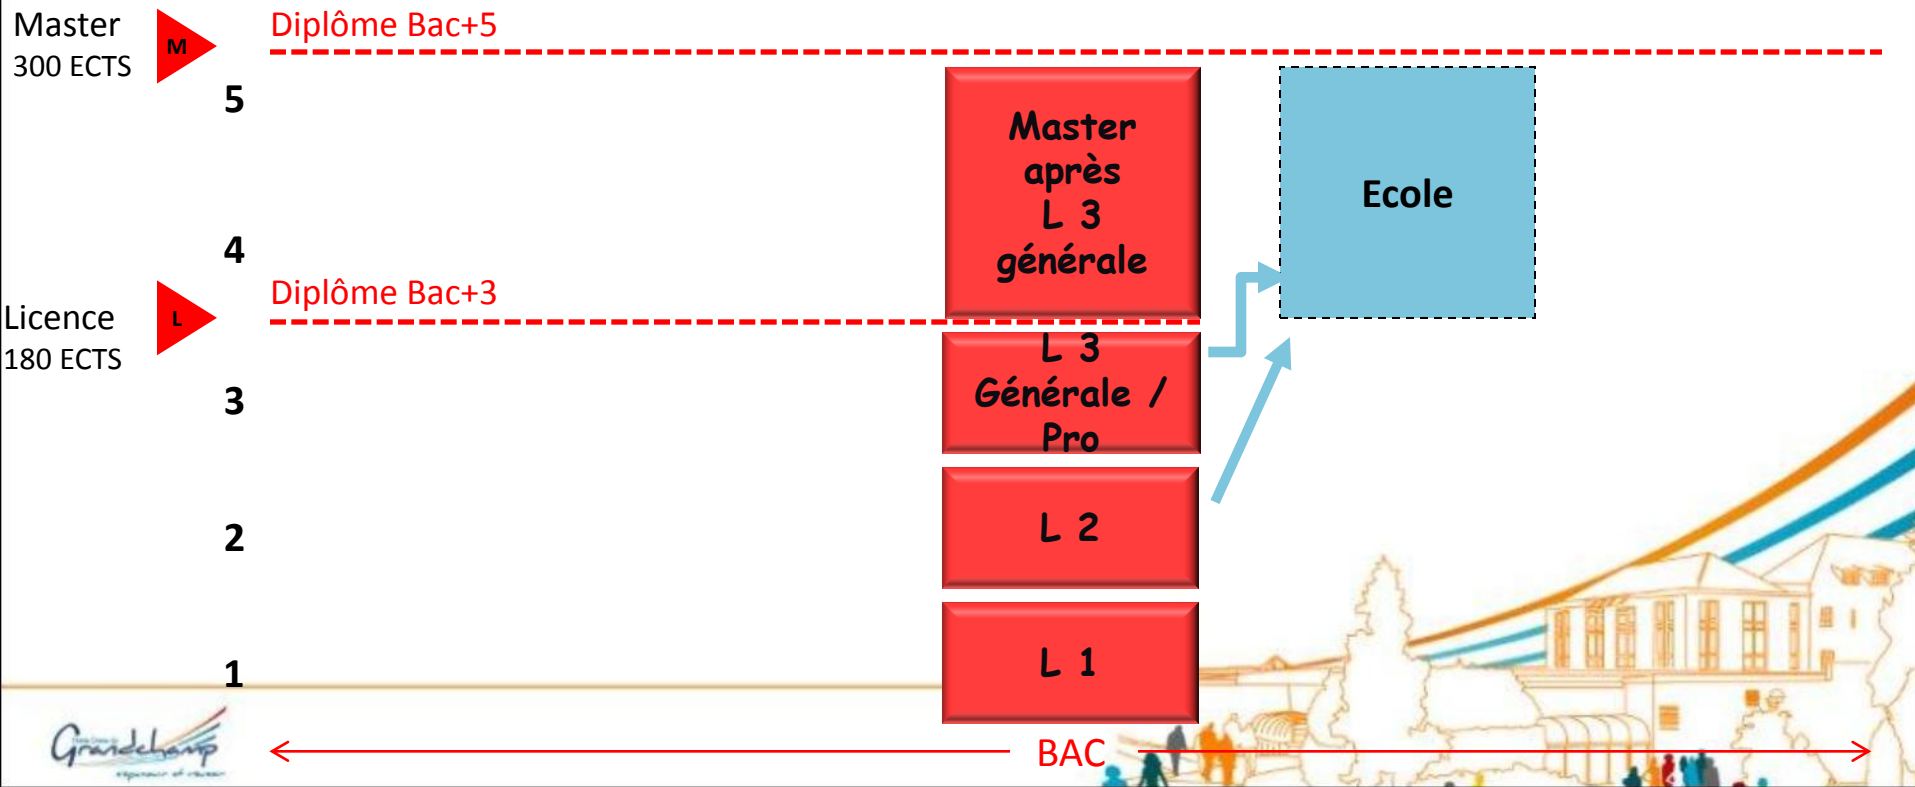 Master
300 ECTS
M
Diplôme Bac+5
5
Master
après
L 3
générale
Ecole
4
Diplôme Bac+3
Licence
180 ECTS
L
L 3
Générale /
Pro
3
L 2
2
L 1
1
Grandchamp
BAC